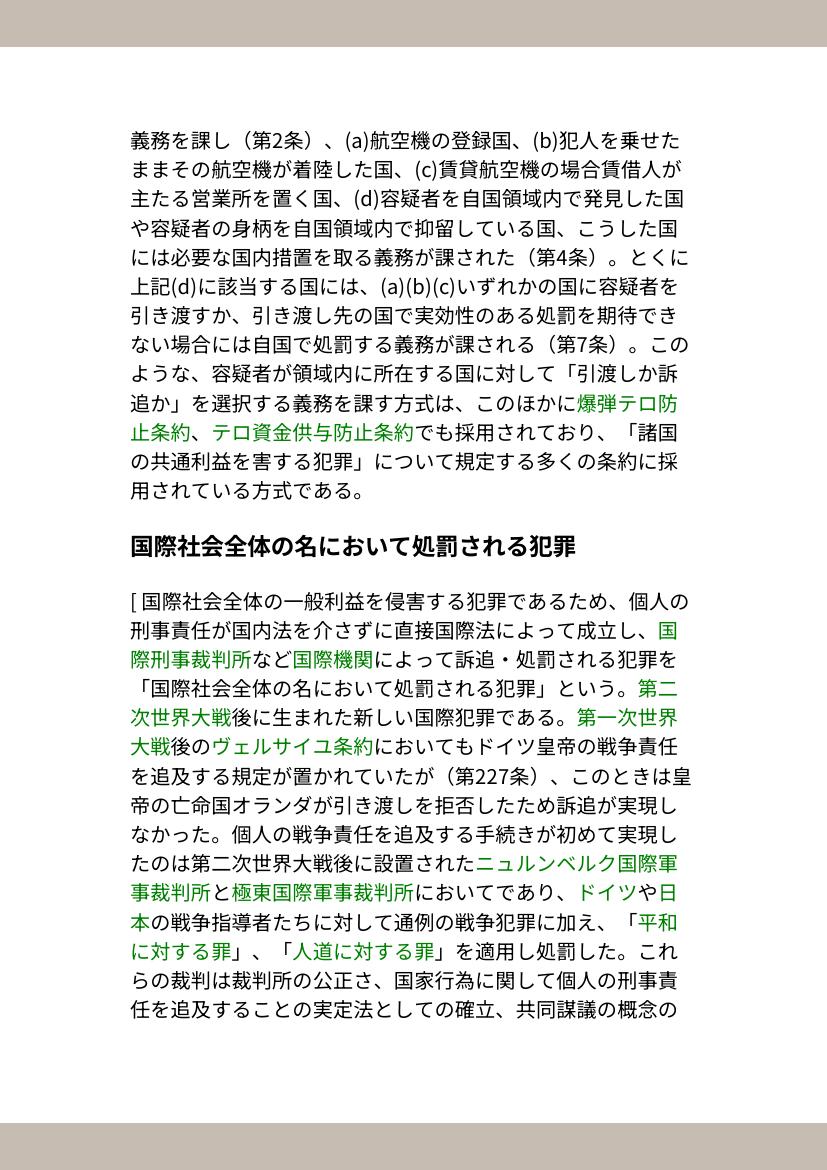 義務を課し（第2条）、(a)航空機の登録国、(b)犯人を乗せた
ままその航空機が着陸した国、(c)賃貸航空機の場合賃借人が
主たる営業所を置く国、(d)容疑者を自国領域内で発見した国
や容疑者の身柄を自国領域内で抑留している国、こうした国
には必要な国内措置を取る義務が課された（第4条）。とくに
上記(d)に該当する国には、(a)(b)(c)いずれかの国に容疑者を
引き渡すか、引き渡し先の国で実効性のある処罰を期待でき
ない場合には自国で処罰する義務が課される（第7条）。この
ような、容疑者が領域内に所在する国に対して「引渡しか訴
追か」を選択する義務を課す方式は、このほかに爆弾テロ防
止条約、テロ資金供与防止条約でも採用されており、「諸国
の共通利益を害する犯罪」について規定する多くの条約に採
用されている方式である。
国際社会全体の名において処罰される犯罪
[ 国際社会全体の一般利益を侵害する犯罪であるため、個人の
刑事責任が国内法を介さずに直接国際法によって成立し、国
際刑事裁判所など国際機関によって訴追・処罰される犯罪を
「国際社会全体の名において処罰される犯罪」という。第二
次世界大戦後に生まれた新しい国際犯罪である。第一次世界
大戦後のヴェルサイユ条約においてもドイツ皇帝の戦争責任
を追及する規定が置かれていたが（第227条）、このときは皇
帝の亡命国オランダが引き渡しを拒否したため訴追が実現し
なかった。個人の戦争責任を追及する手続きが初めて実現し
たのは第二次世界大戦後に設置されたニュルンベルク国際軍
事裁判所と極東国際軍事裁判所においてであり、ドイツや日
本の戦争指導者たちに対して通例の戦争犯罪に加え、「平和
に対する罪」、「人道に対する罪」を適用し処罰した。これ
らの裁判は裁判所の公正さ、国家行為に関して個人の刑事責
任を追及することの実定法としての確立、共同謀議の概念の